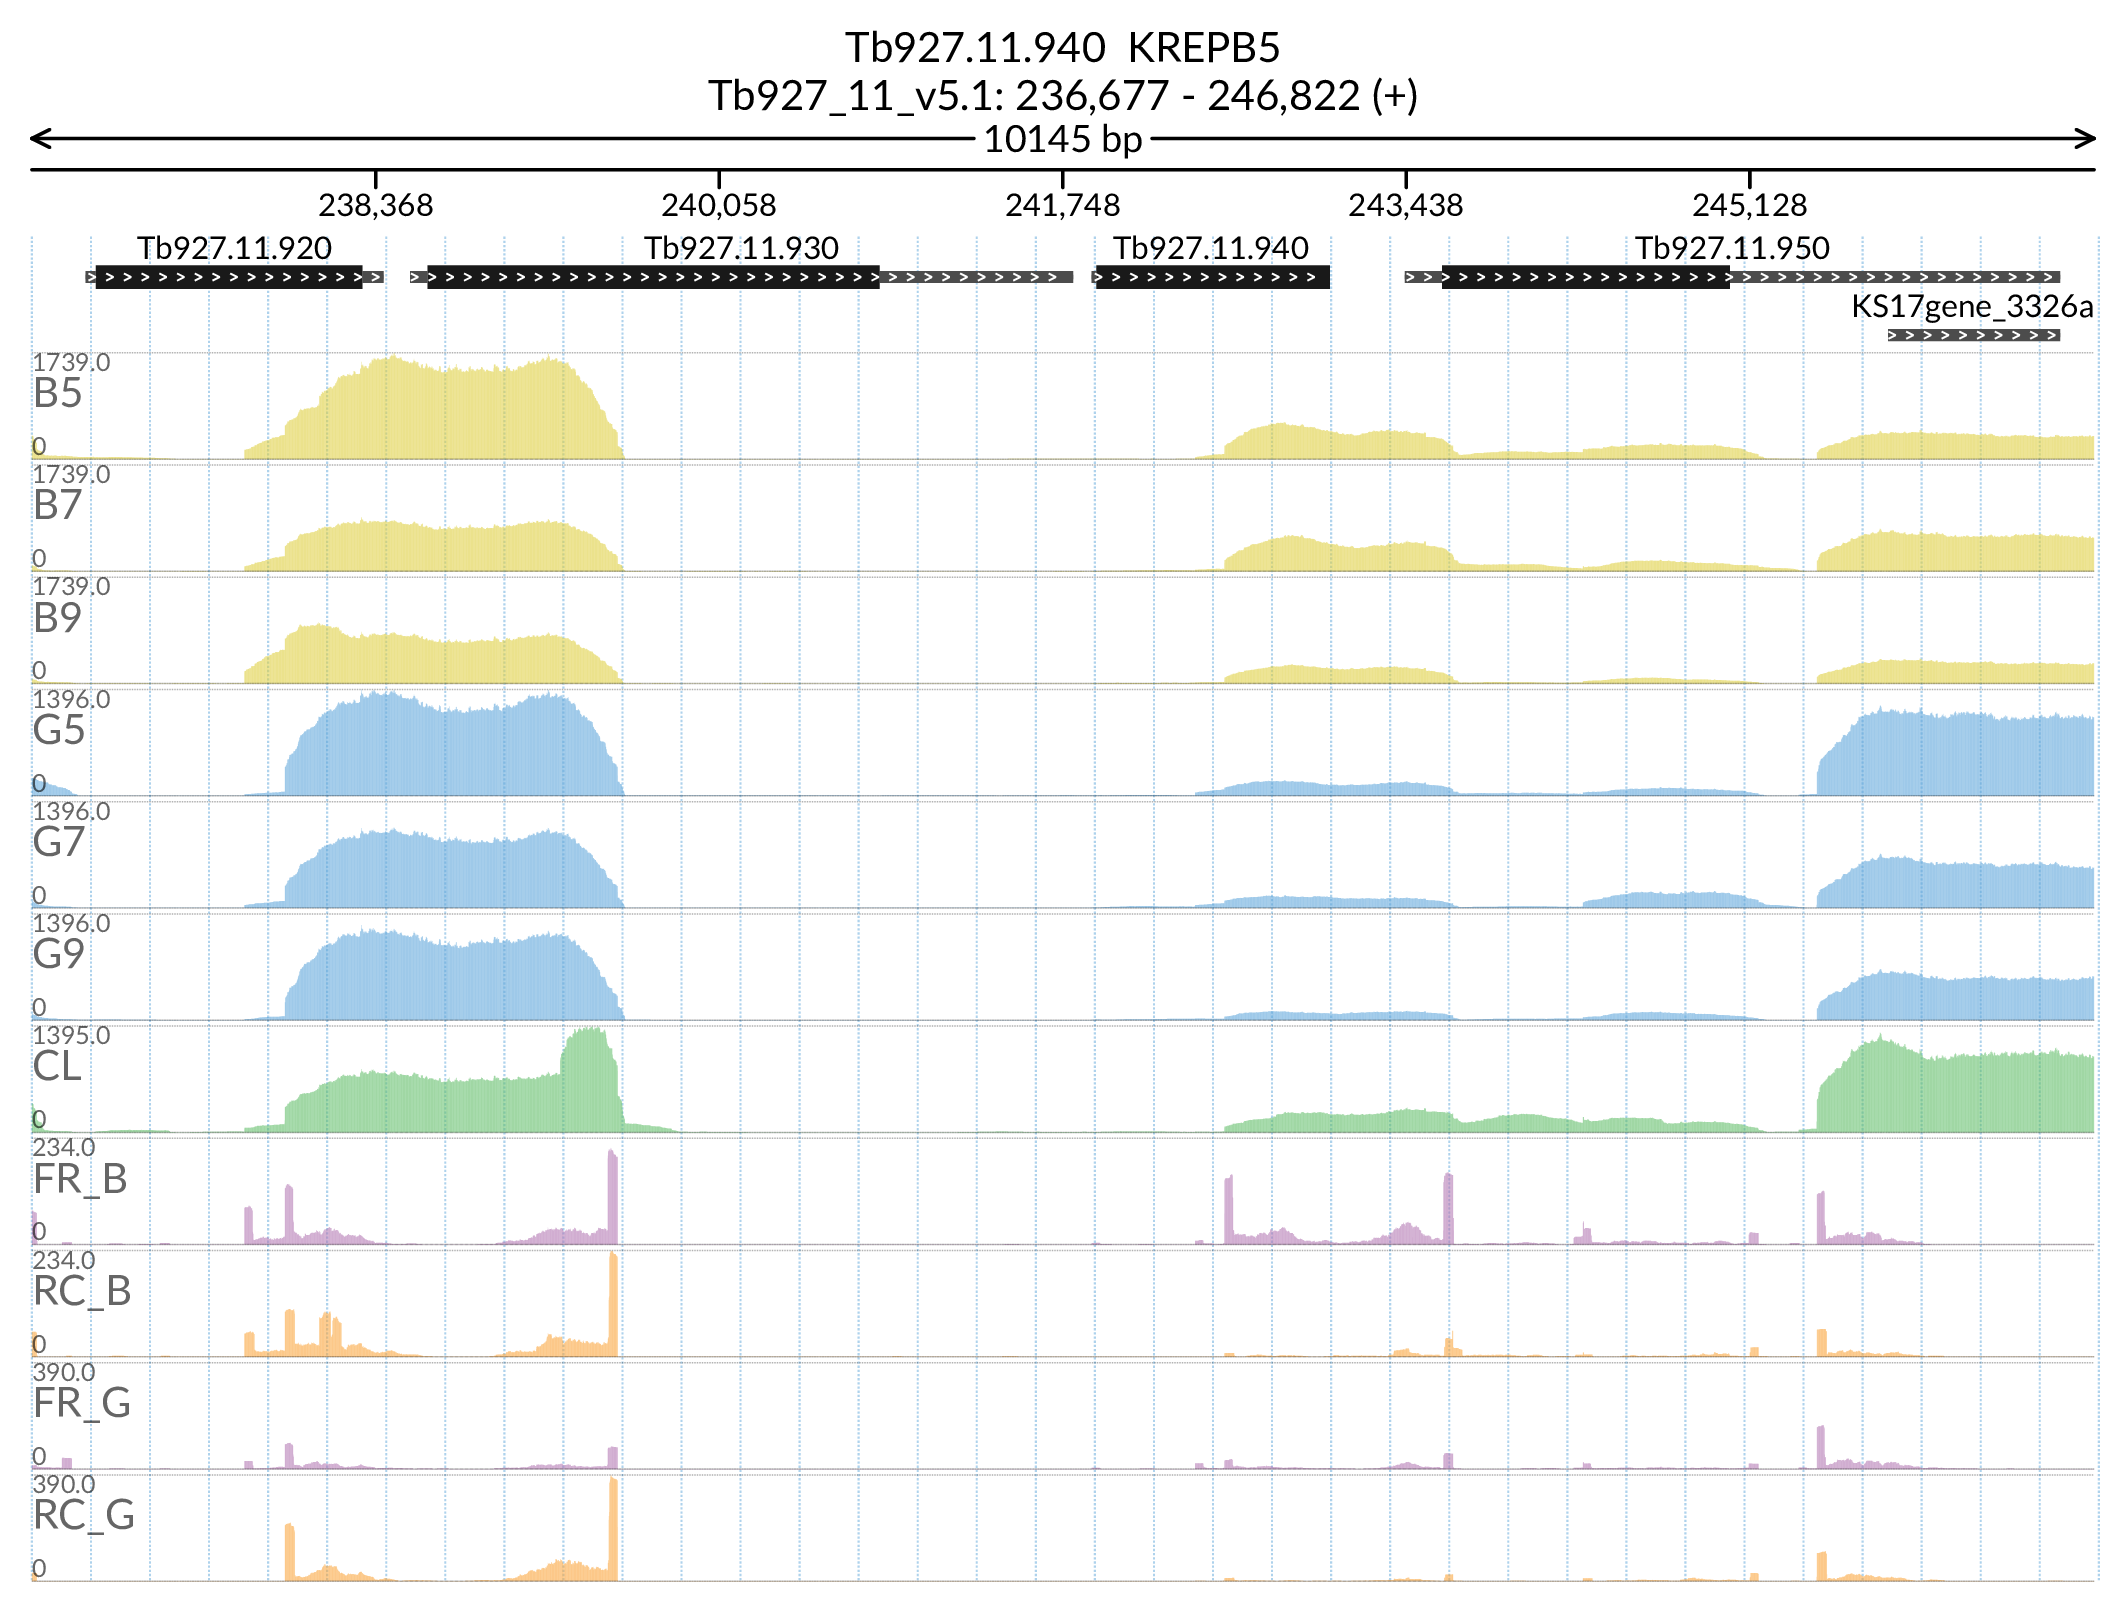 Tb927.11.940 KREPB5
Tb927_11_v5.1: 236,677 - 246,822 (+)
10145 bp
238,368 240,058 241,748 243,438 245,128
Tb927.11.920 Tb927.11.930 Tb927.11.940 Tb927.11.950
KS17gene_3326a
1739.0
B5
0
1739.0
B7
0
1739.0
B9
0
1396.0
G5
0
1396.0
G7
0
1396.0
G9
0
1395.0
CL
0
234.0
FR_B
0
234.0
RC_B
0
390.0
FR_G
0
390.0
RC_G
0